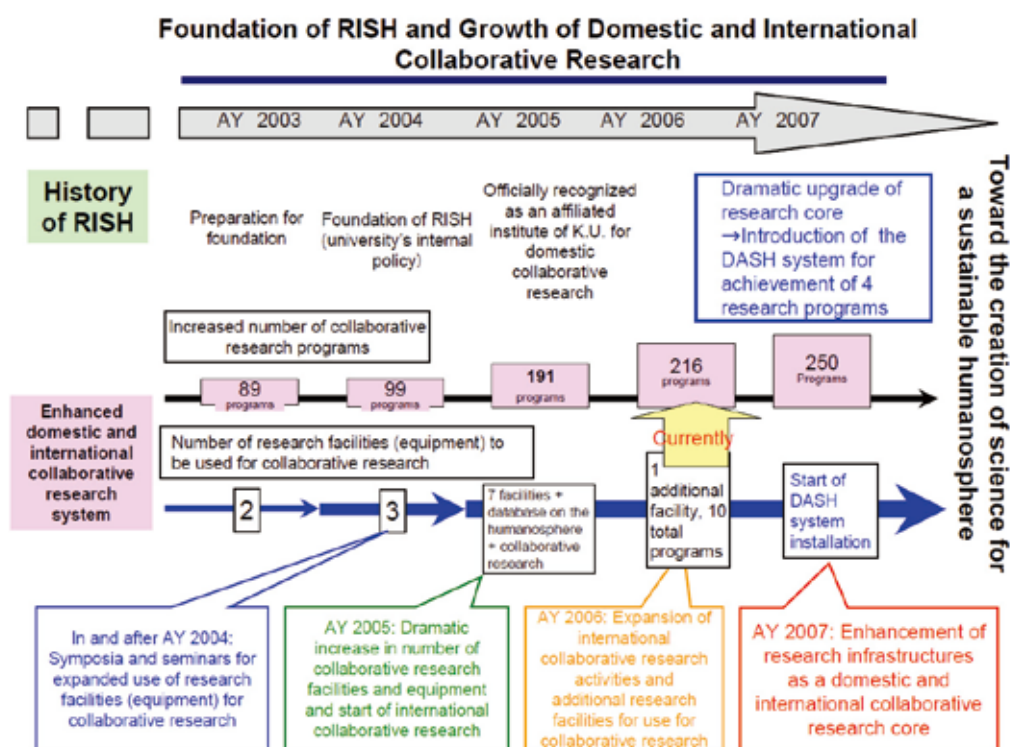 Foundation of RISH and Growth of Domestic and International
Collaborative Research
AY 2003
AY 2004
AY 2005
AY 2006
AY 2007
History
of RISH
Preparation for
foundation
Foundation of RISH
(university's internal
policy)
Officially recognized
as an affiliated
institute of K.U. for
domestic
collaborative
research
Dramatic upgrade of
research core
→Introduction of the
DASH system for
achievement of 4
research programs
Toward the creation of science for
a sustainable humanosphere
Increased number of collaborative
research programs
89
programs
99
programs
191
programs
216
programs
250
Programs
Enhanced
domestic and
international
collaborative
research
system
Number of research facilities (equipment) to
be used for collaborative research
Currently
2
3
7 facilities +
database on the
humanosphere
+ collaborative
research
1
additional
facility, 10
total
programs
Start of
DASH
system
installation
In and after AY 2004:
Symposia and seminars for
expanded use of research
facilities (equipment) for
collaborative research
AY 2005: Dramatic
increase in number of
collaborative research
facilities and equipment
and start of international
collaborative research
AY 2006: Expansion of
international
collaborative research
activities and
additional research
facilities for use for
collaborative research
AY 2007: Enhancement of
research infrastructures
as a domestic and
international collaborative
research core